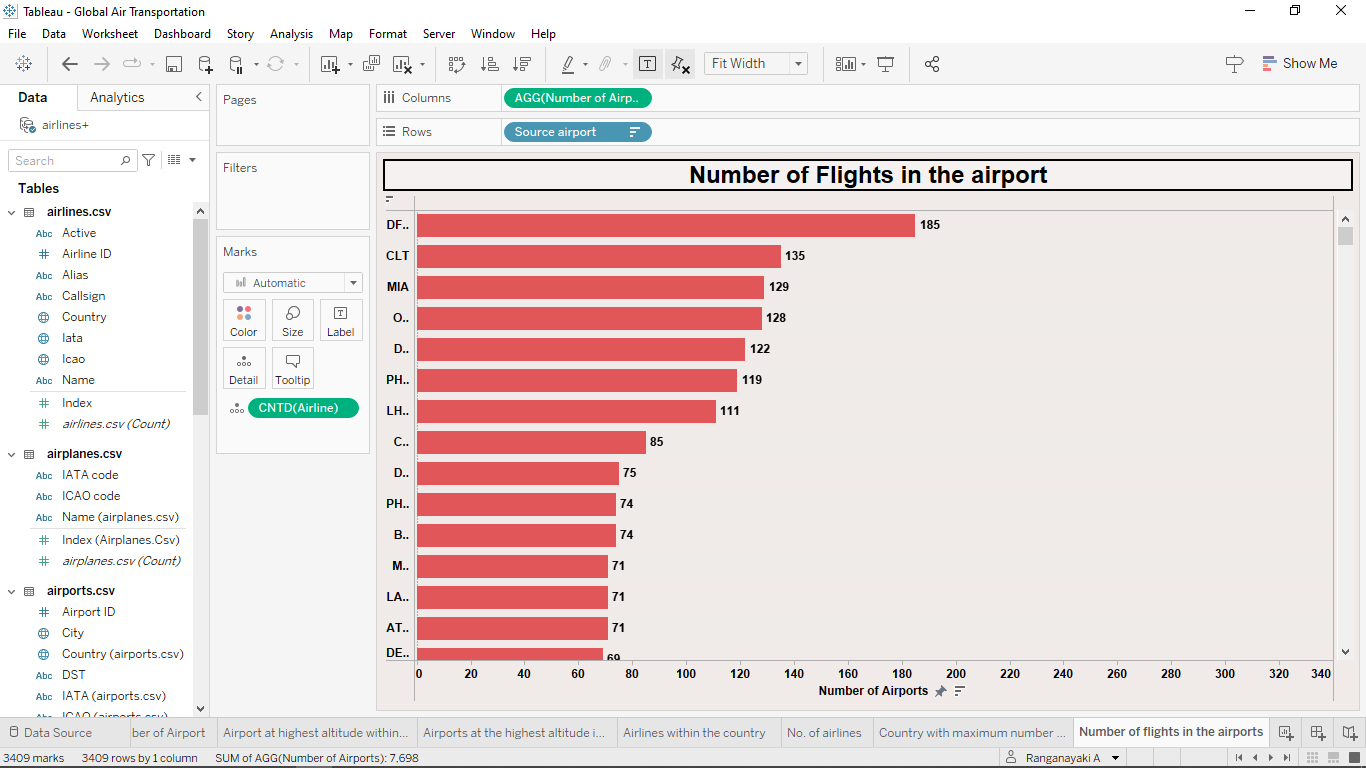 Tableau - Global Air Transportation
File Data Worksheet Dashboard Story Analysis Map Format Server Window Help
Fit Width
Show Me
Data Analytics
airlines+
Search
Tables
airlines.csv
Abc Active
Airline ID
Abc Alias
Abc Callsign
Country
Iata
Icao
Abc Name
Index
airlines.csv (Count)
airplanes.csv
Abc IATA code
Abc ICAO code
Abc Name (airplanes.csv)
Index (Airplanes.Csv)
airplanes.csv (Count)
airports.csv
Airport ID
City
Country (airports.csv)
Abc DST
Abc IATA (airports.csv)
Abc ICAO (airports.csv)
Pages
Filters
Marks
Automatic
Color Size Label
Detail Tooltip
CNTD(Airline)
Columns AGG(Number of Airp..
Rows Source airport
Number of Flights in the airport
DF.. 185
CLT 135
MIA 129
O.. 128
D.. 122
PH.. 119
LH.. 111
C.. 85
D.. 75
PH.. 74
B.. 74
M.. 71
LA.. 71
AT.. 71
DE.. 69
0 20 40 60 80 100 120 140 160 180 200 220 240 260 280 300 320 340
Number of Airports
Data Source ber of Airport Airport at highest altitude within... Airports at the highest altitude i... Airlines within the country No. of airlines Country with maximum number ... Number of flights in the airports
3409 marks 3409 rows by 1 column SUM of AGG(Number of Airports): 7,698 Ranganayaki A